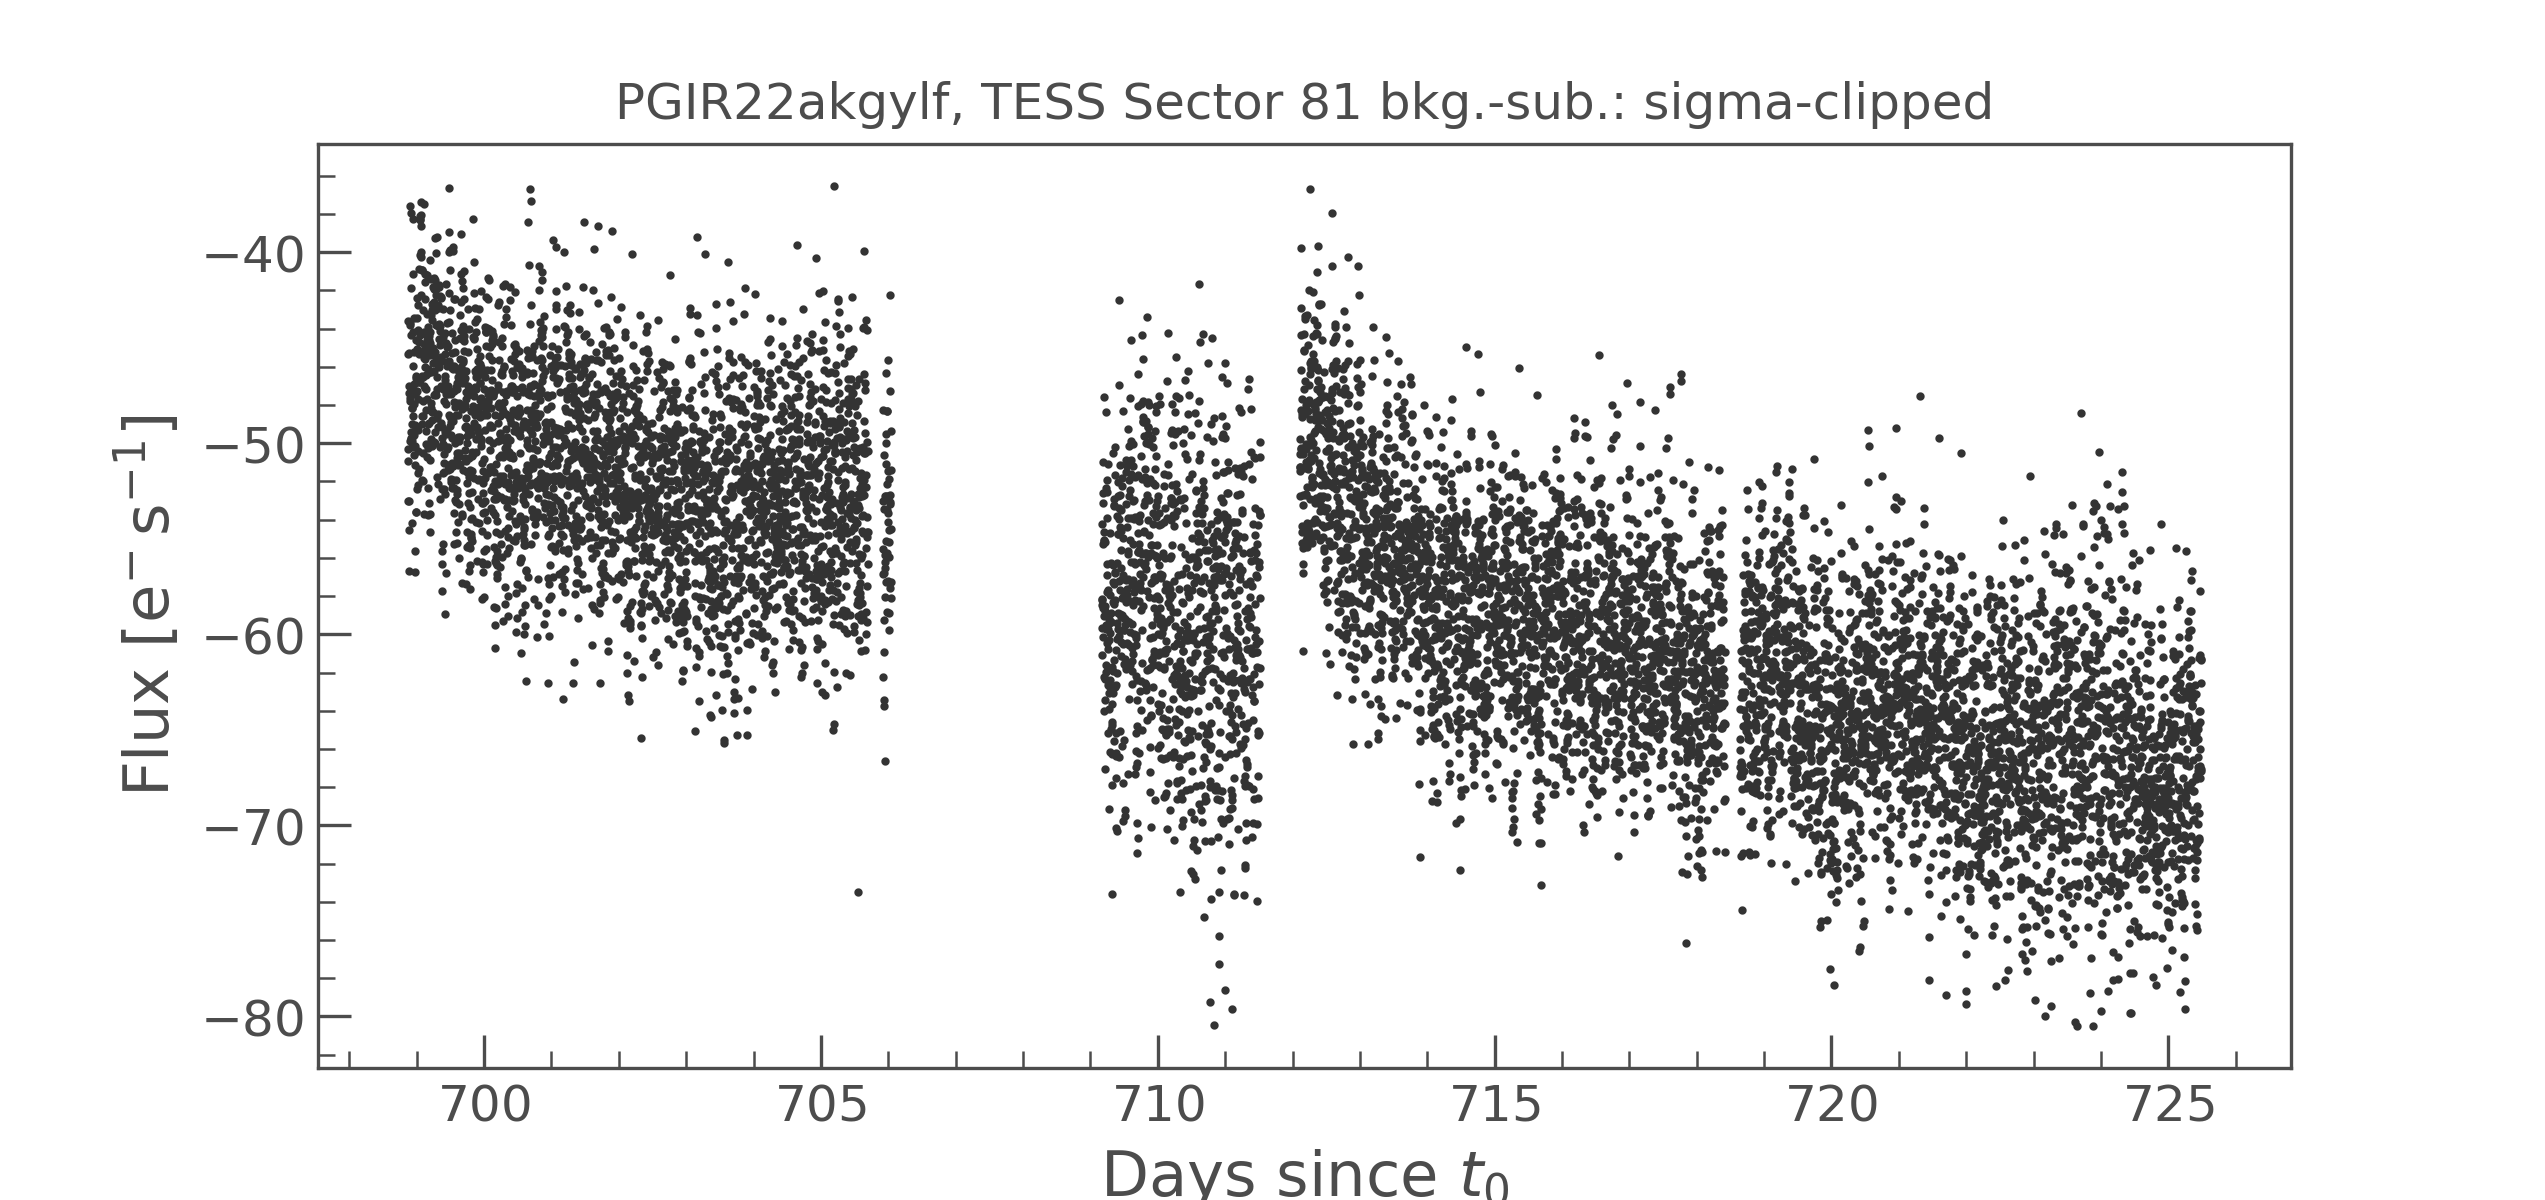 PGIR22akgylf, TESS Sector 81 bkg.-sub.: sigma-clipped
Flux [e⁻ s⁻¹]
−40
−50
−60
−70
−80
700 705 710 715 720 725
Days since t₀